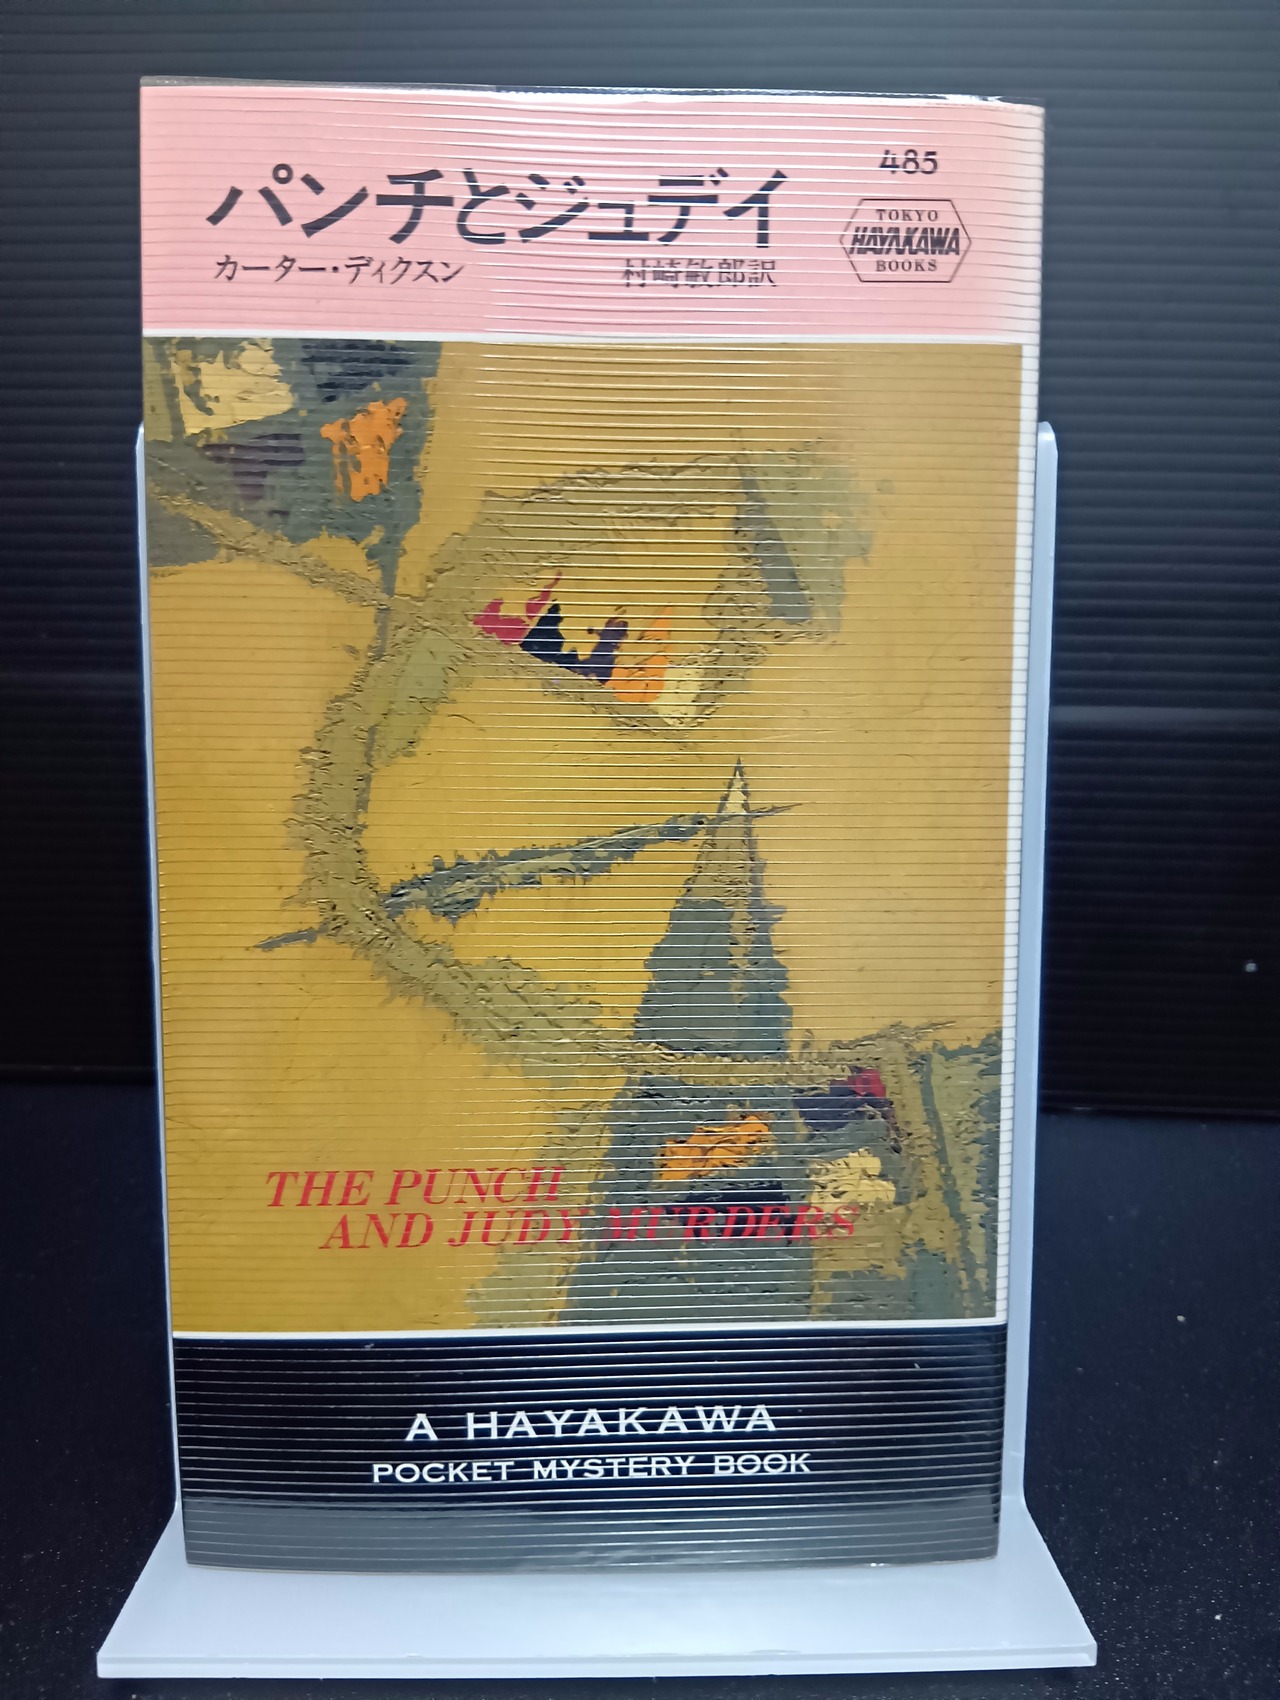 485
パンチとジュデイ
カーター・ディクスン 村崎敏郎訳
TOKYO
HAYAKAWA
BOOKS
THE PUNCH
AND JUDY MURDERS
A HAYAKAWA
POCKET MYSTERY BOOK